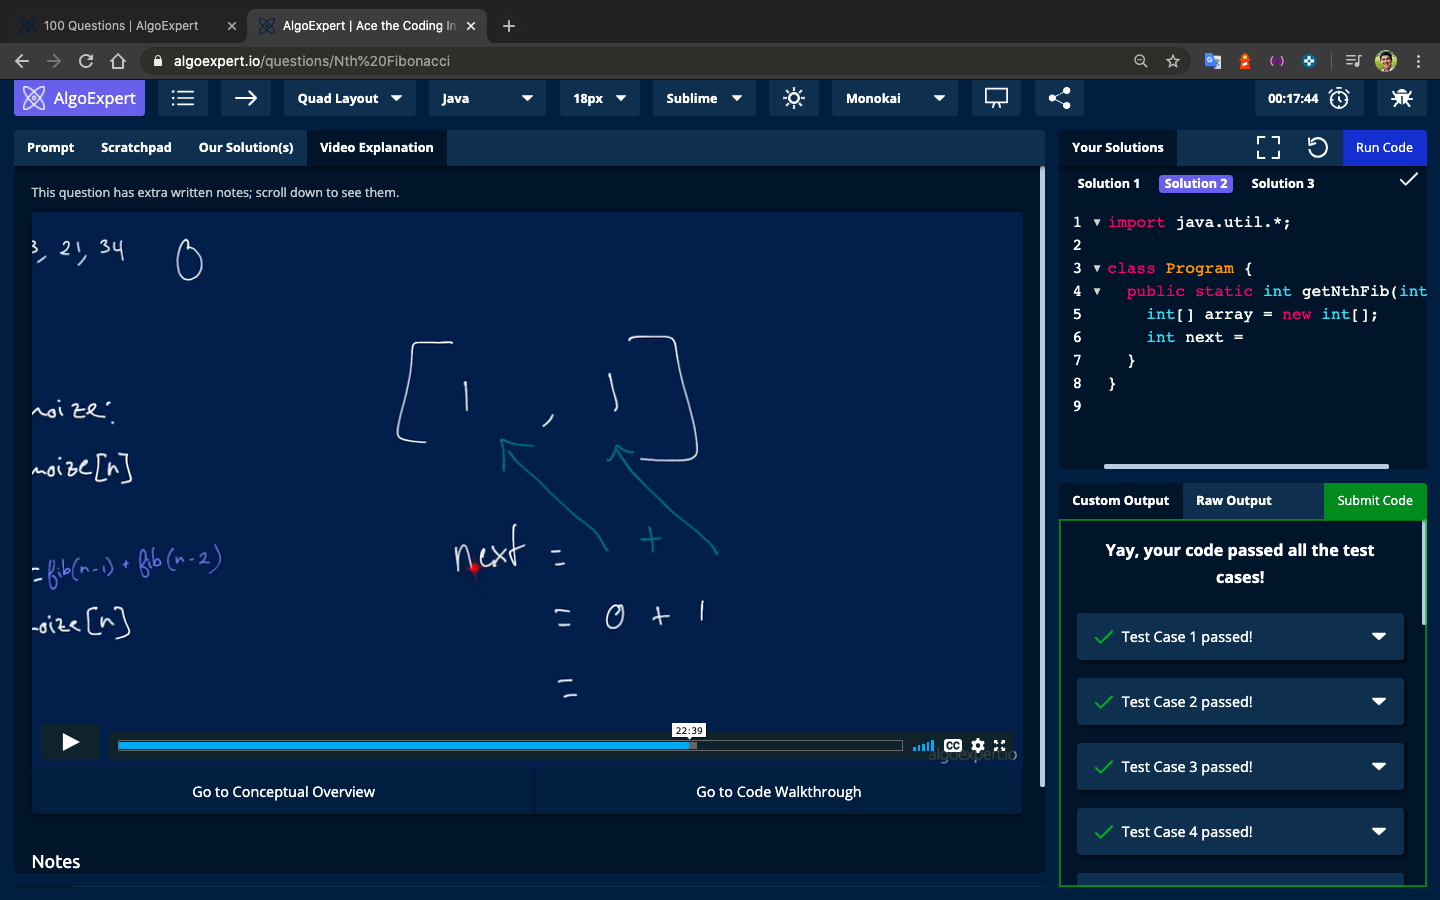 100 Questions | AlgoExpert
AlgoExpert | Ace the Coding In
algoexpert.io/questions/Nth%20Fibonacci
AlgoExpert
Quad Layout
Java
18px
Sublime
Monokai
00:17:44
Prompt
Scratchpad
Our Solution(s)
Video Explanation
This question has extra written notes; scroll down to see them.
3, 21, 34
[ 1 , 1 ]
moize:
moize[n]
+
next =
= fib(n-1) + fib(n-2)
= 0 + 1
moize[n]
=
22:39
CC
algoexpert.io
Go to Conceptual Overview
Go to Code Walkthrough
Notes
Your Solutions
Run Code
Solution 1
Solution 2
Solution 3
1 import java.util.*;
2
3 class Program {
4 public static int getNthFib(int
5 int[] array = new int[];
6 int next =
7 }
8 }
9
Custom Output
Raw Output
Submit Code
Yay, your code passed all the test
cases!
Test Case 1 passed!
Test Case 2 passed!
Test Case 3 passed!
Test Case 4 passed!